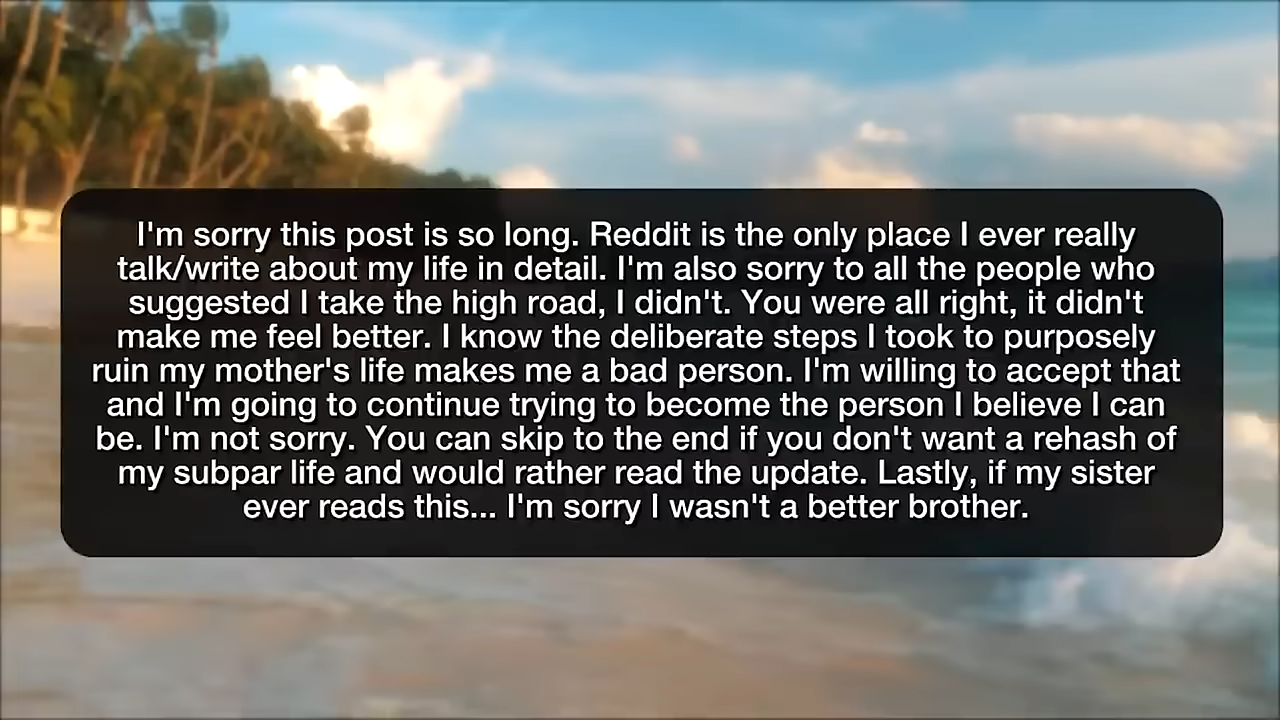 I'm sorry this post is so long. Reddit is the only place I ever really
talk/write about my life in detail. I'm also sorry to all the people who
suggested I take the high road, I didn't. You were all right, it didn't
make me feel better. I know the deliberate steps I took to purposely
ruin my mother's life makes me a bad person. I'm willing to accept that
and I'm going to continue trying to become the person I believe I can
be. I'm not sorry. You can skip to the end if you don't want a rehash of
my subpar life and would rather read the update. Lastly, if my sister
ever reads this... I'm sorry I wasn't a better brother.